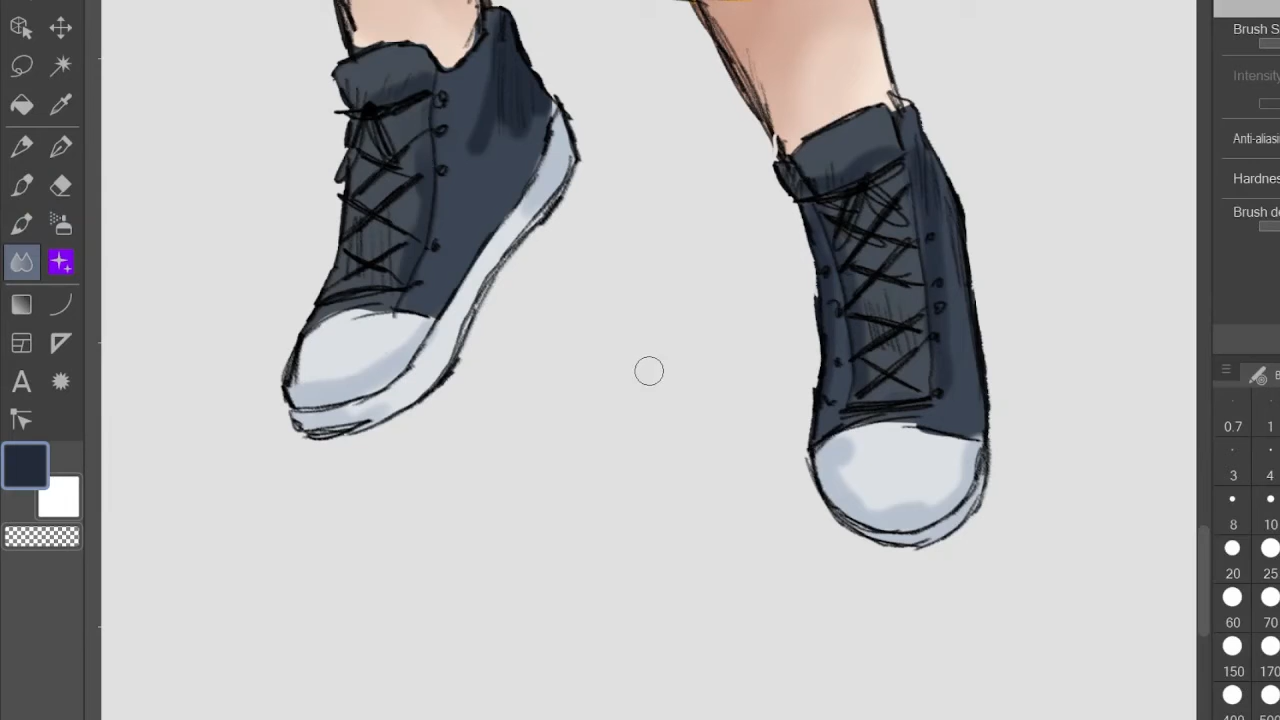 Brush S
Intensity
Anti-alias
Hardnes
Brush de
B
0.7 1
3 4
8 10
20 25
60 70
150 170
A